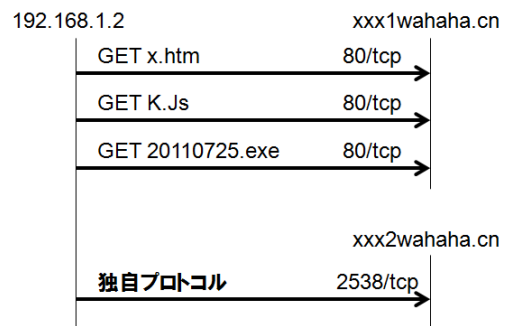 192.168.1.2 xxx1wahaha.cn
GET x.htm 80/tcp
GET K.Js 80/tcp
GET 20110725.exe 80/tcp
xxx2wahaha.cn
独自プロトコル 2538/tcp